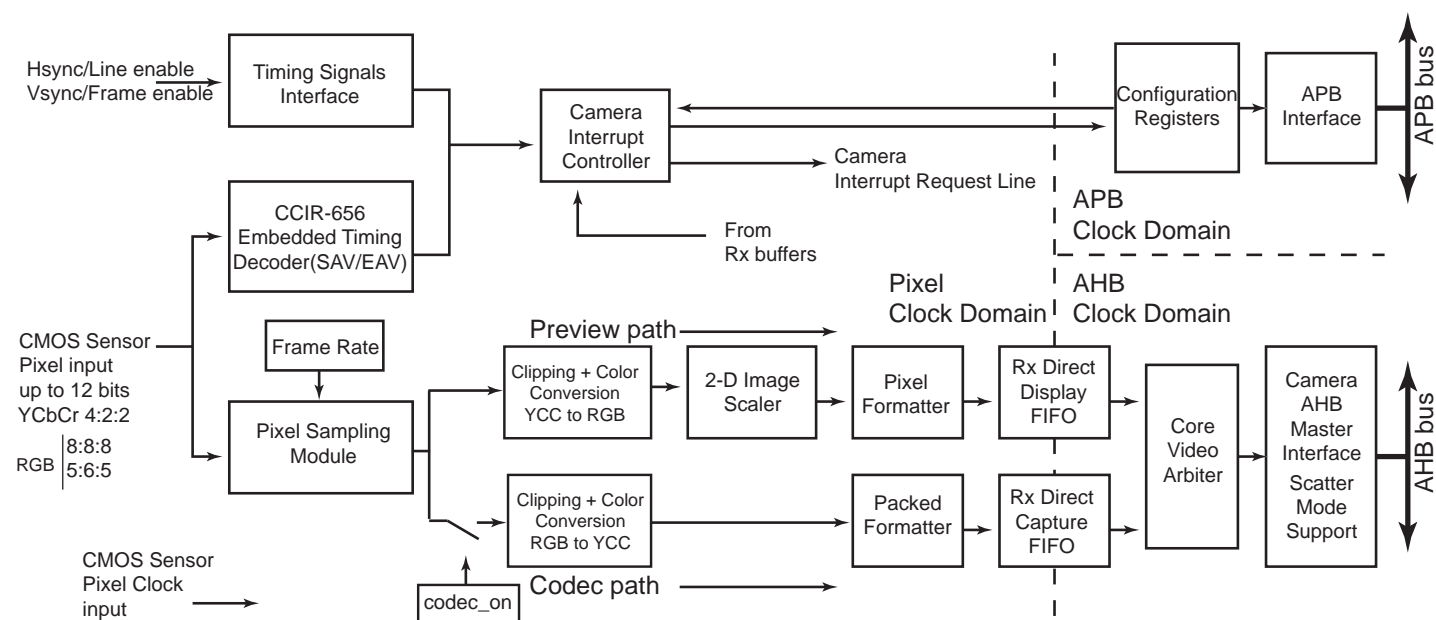 Hsync/Line enable
Vsync/Frame enable
Timing Signals
Interface
Camera
Interrupt
Controller
Configuration
Registers
APB
Interface
APB bus
Camera
Interrupt Request Line
CCIR-656
Embedded Timing
Decoder(SAV/EAV)
From
Rx buffers
APB
Clock Domain
Pixel
Clock Domain
AHB
Clock Domain
CMOS Sensor
Pixel input
up to 12 bits
YCbCr 4:2:2
RGB
8:8:8
5:6:5
Frame Rate
Pixel Sampling
Module
Preview path
Clipping + Color
Conversion
YCC to RGB
2-D Image
Scaler
Pixel
Formatter
Rx Direct
Display
FIFO
Core
Video
Arbiter
Camera
AHB
Master
Interface
Scatter
Mode
Support
AHB bus
Clipping + Color
Conversion
RGB to YCC
Packed
Formatter
Rx Direct
Capture
FIFO
Codec path
codec_on
CMOS Sensor
Pixel Clock
input